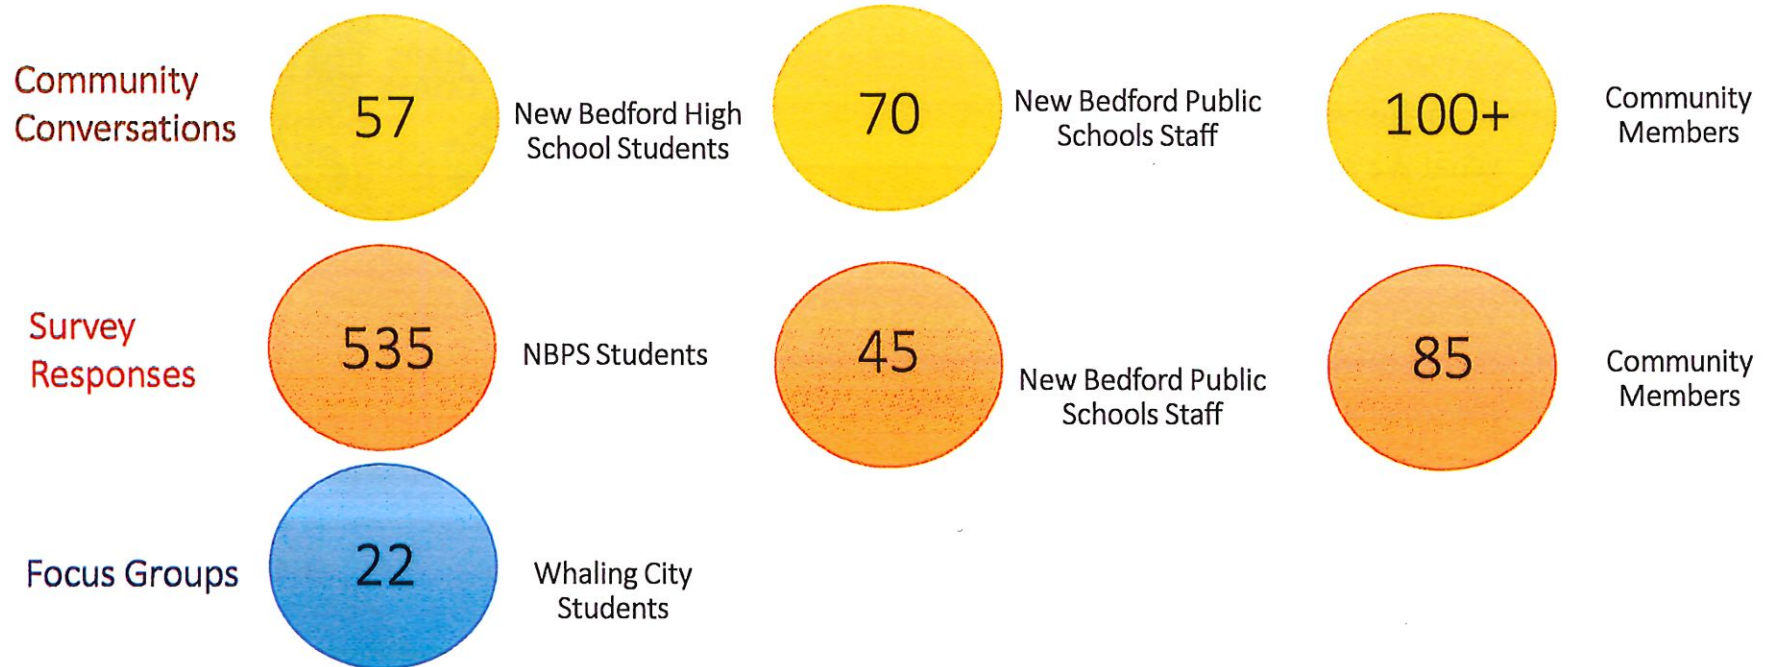 Community
Conversations
57
New Bedford High
School Students
70
New Bedford Public
Schools Staff
100+
Community
Members
Survey
Responses
535
NBPS Students
45
New Bedford Public
Schools Staff
85
Community
Members
Focus Groups
22
Whaling City
Students